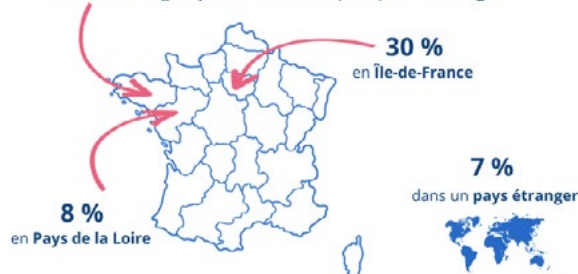 30 %
en Île-de-France
7 %
dans un pays étranger
8 %
en Pays de la Loire